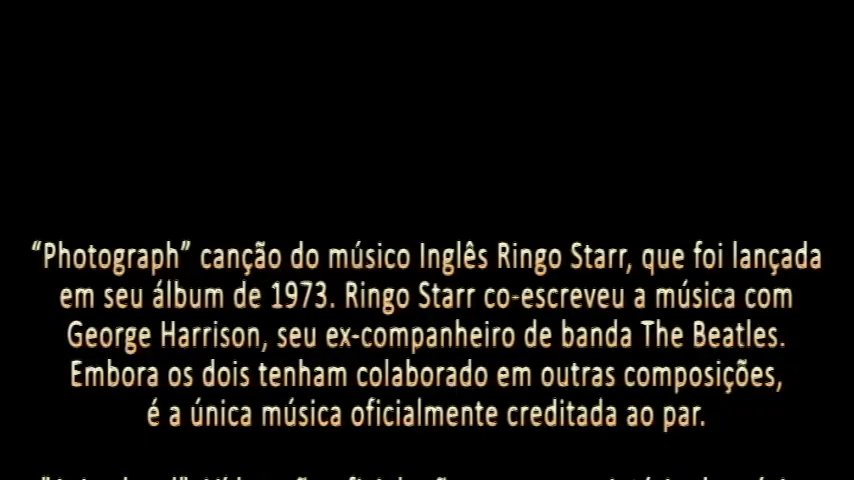 “Photograph” canção do músico Inglês Ringo Starr, que foi lançada
em seu álbum de 1973. Ringo Starr co-escreveu a música com
George Harrison, seu ex-companheiro de banda The Beatles.
Embora os dois tenham colaborado em outras composições,
é a única música oficialmente creditada ao par.